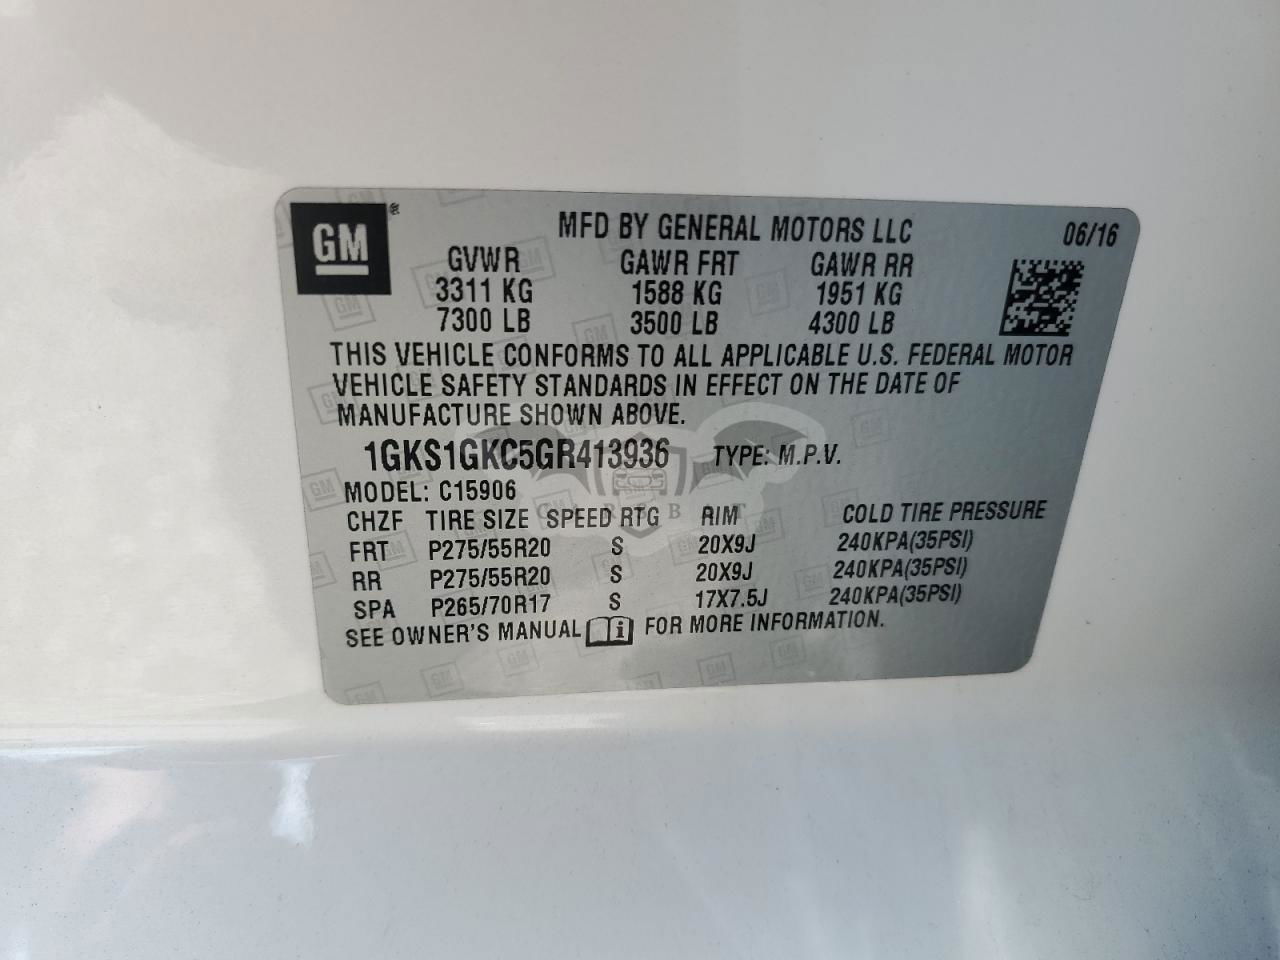 GM
MFD BY GENERAL MOTORS LLC 06/16
GVWR GAWR FRT GAWR RR
3311 KG 1588 KG 1951 KG
7300 LB 3500 LB 4300 LB
THIS VEHICLE CONFORMS TO ALL APPLICABLE U.S. FEDERAL MOTOR
VEHICLE SAFETY STANDARDS IN EFFECT ON THE DATE OF
MANUFACTURE SHOWN ABOVE.
1GKS1GKC5GR413936 TYPE: M.P.V.
MODEL: C15906
CHZF TIRE SIZE SPEED RTG RIM COLD TIRE PRESSURE
FRT P275/55R20 S 20X9J 240KPA(35PSI)
RR P275/55R20 S 20X9J 240KPA(35PSI)
SPA P265/70R17 S 17X7.5J 240KPA(35PSI)
SEE OWNER'S MANUAL i FOR MORE INFORMATION.